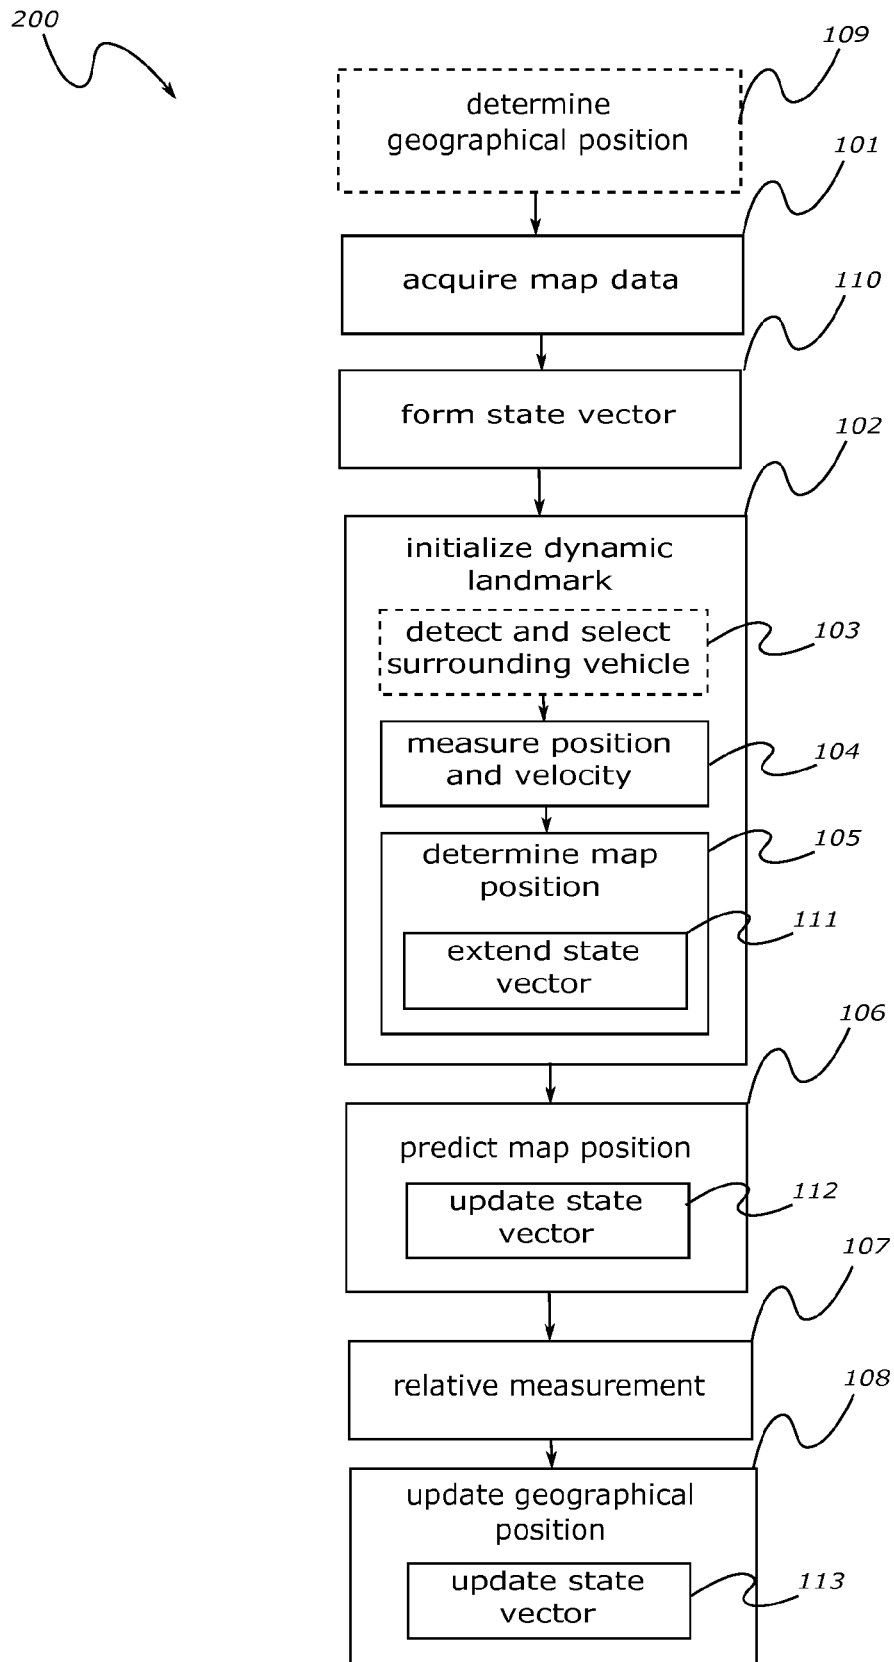 200
109
determine
geographical position
101
acquire map data
110
form state vector
102
initialize dynamic
landmark
103
detect and select
surrounding vehicle
104
measure position
and velocity
105
determine map
position
111
extend state
vector
106
predict map position
112
update state
vector
107
relative measurement
108
update geographical
position
113
update state
vector